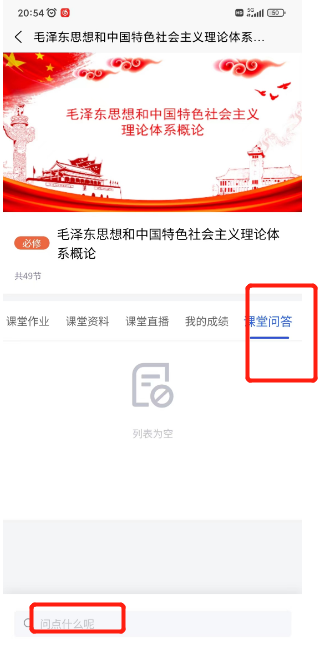 20:54
5G
50
毛泽东思想和中国特色社会主义理论体系...
毛泽东思想和中国特色社会主义
理论体系概论
必修
毛泽东思想和中国特色社会主义理论体
系概论
共49节
课堂作业 课堂资料 课堂直播 我的成绩 课堂问答
列表为空
问点什么呢